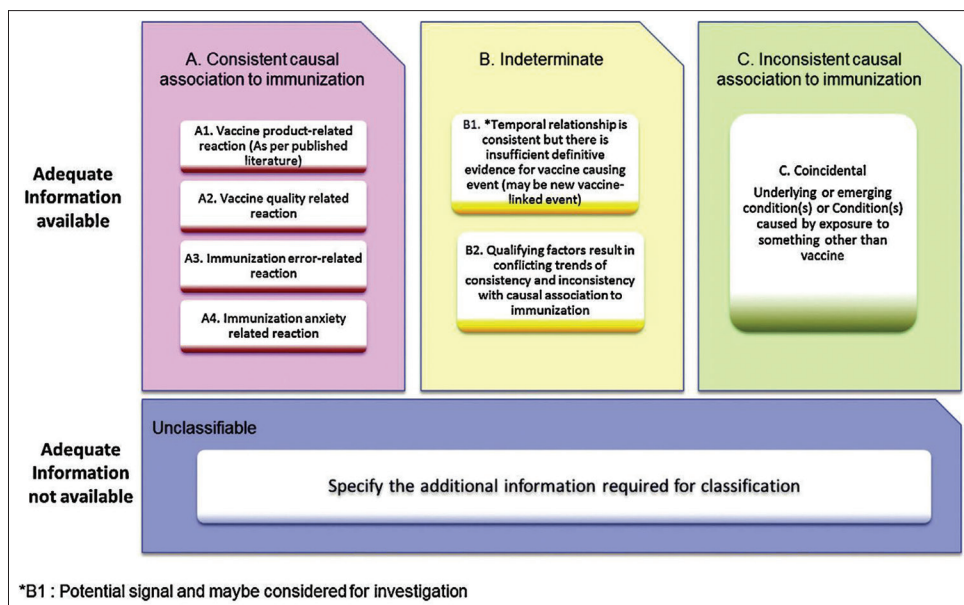 Adequate
Information
available
A. Consistent causal
association to immunization
A1. Vaccine product-related
reaction (As per published
literature)
A2. Vaccine quality related
reaction
A3. Immunization error-related
reaction
A4. Immunization anxiety
related reaction
B. Indeterminate
B1. *Temporal relationship is
consistent but there is
insufficient definitive
evidence for vaccine causing
event (may be new vaccine-
linked event)
B2. Qualifying factors result in
conflicting trends of
consistency and inconsistency
with causal association to
immunization
C. Inconsistent causal
association to immunization
C. Coincidental
Underlying or emerging
condition(s) or Condition(s)
caused by exposure to
something other than
vaccine
Adequate
Information
not available
Unclassifiable
Specify the additional information required for classification
*B1 : Potential signal and maybe considered for investigation